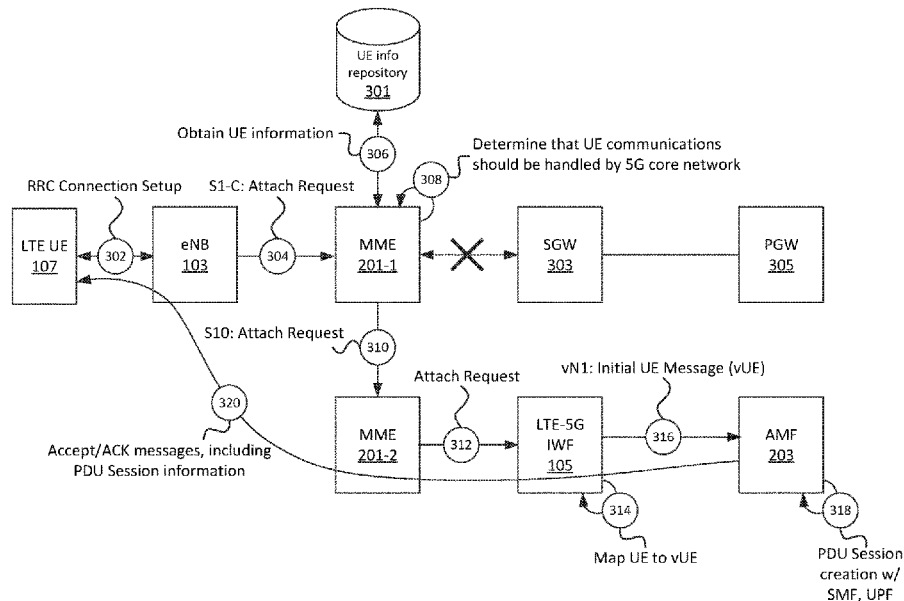 UE info
repository
301
Obtain UE information
306
Determine that UE communications
should be handled by 5G core network
308
RRC Connection Setup
S1-C: Attach Request
LTE UE
107
302
eNB
103
304
MME
201-1
SGW
303
PGW
305
S10: Attach Request
310
Attach Request
vN1: Initial UE Message (vUE)
320
Accept/ACK messages, including
PDU Session information
MME
201-2
312
LTE-5G
IWF
105
316
AMF
203
314
Map UE to vUE
318
PDU Session
creation w/
SMF, UPF